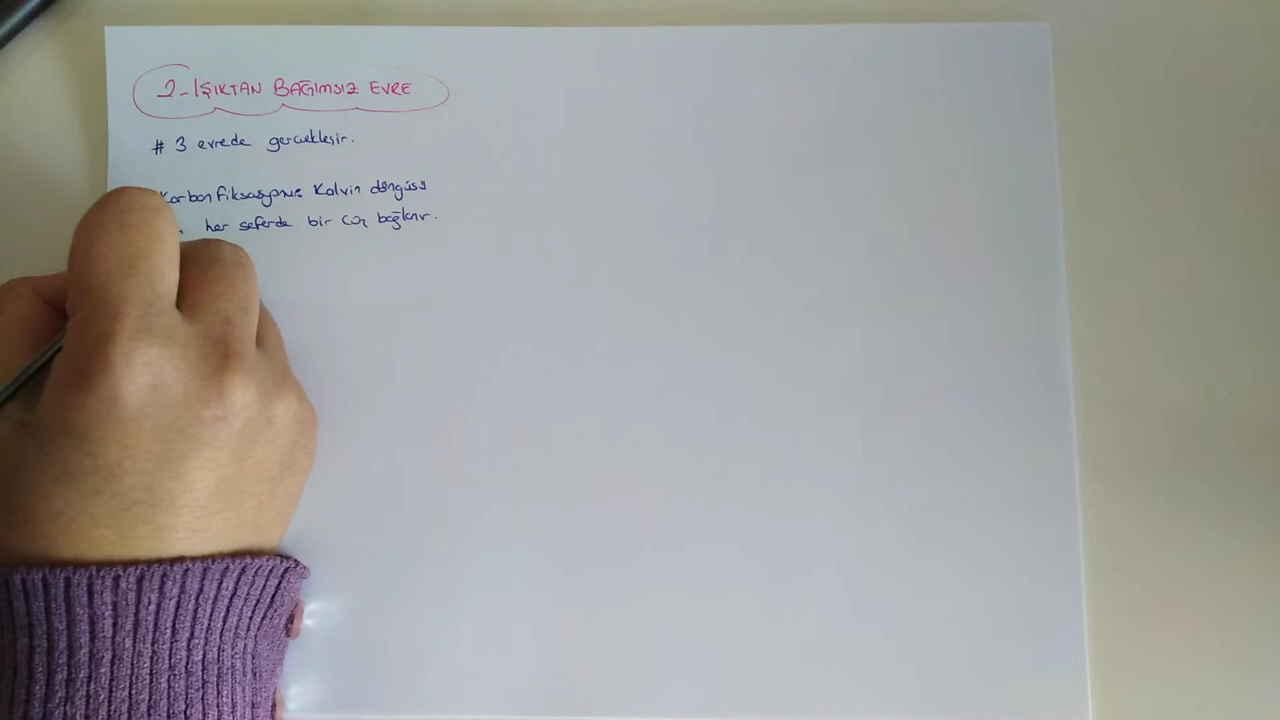 2-IŞIKTAN BAĞIMSIZ EVRE
# 3 evrede gerçekleşir.
Karbon fiksasyonu: Kalvin döngüsü
her seferde bir CO₂ bağlanır.